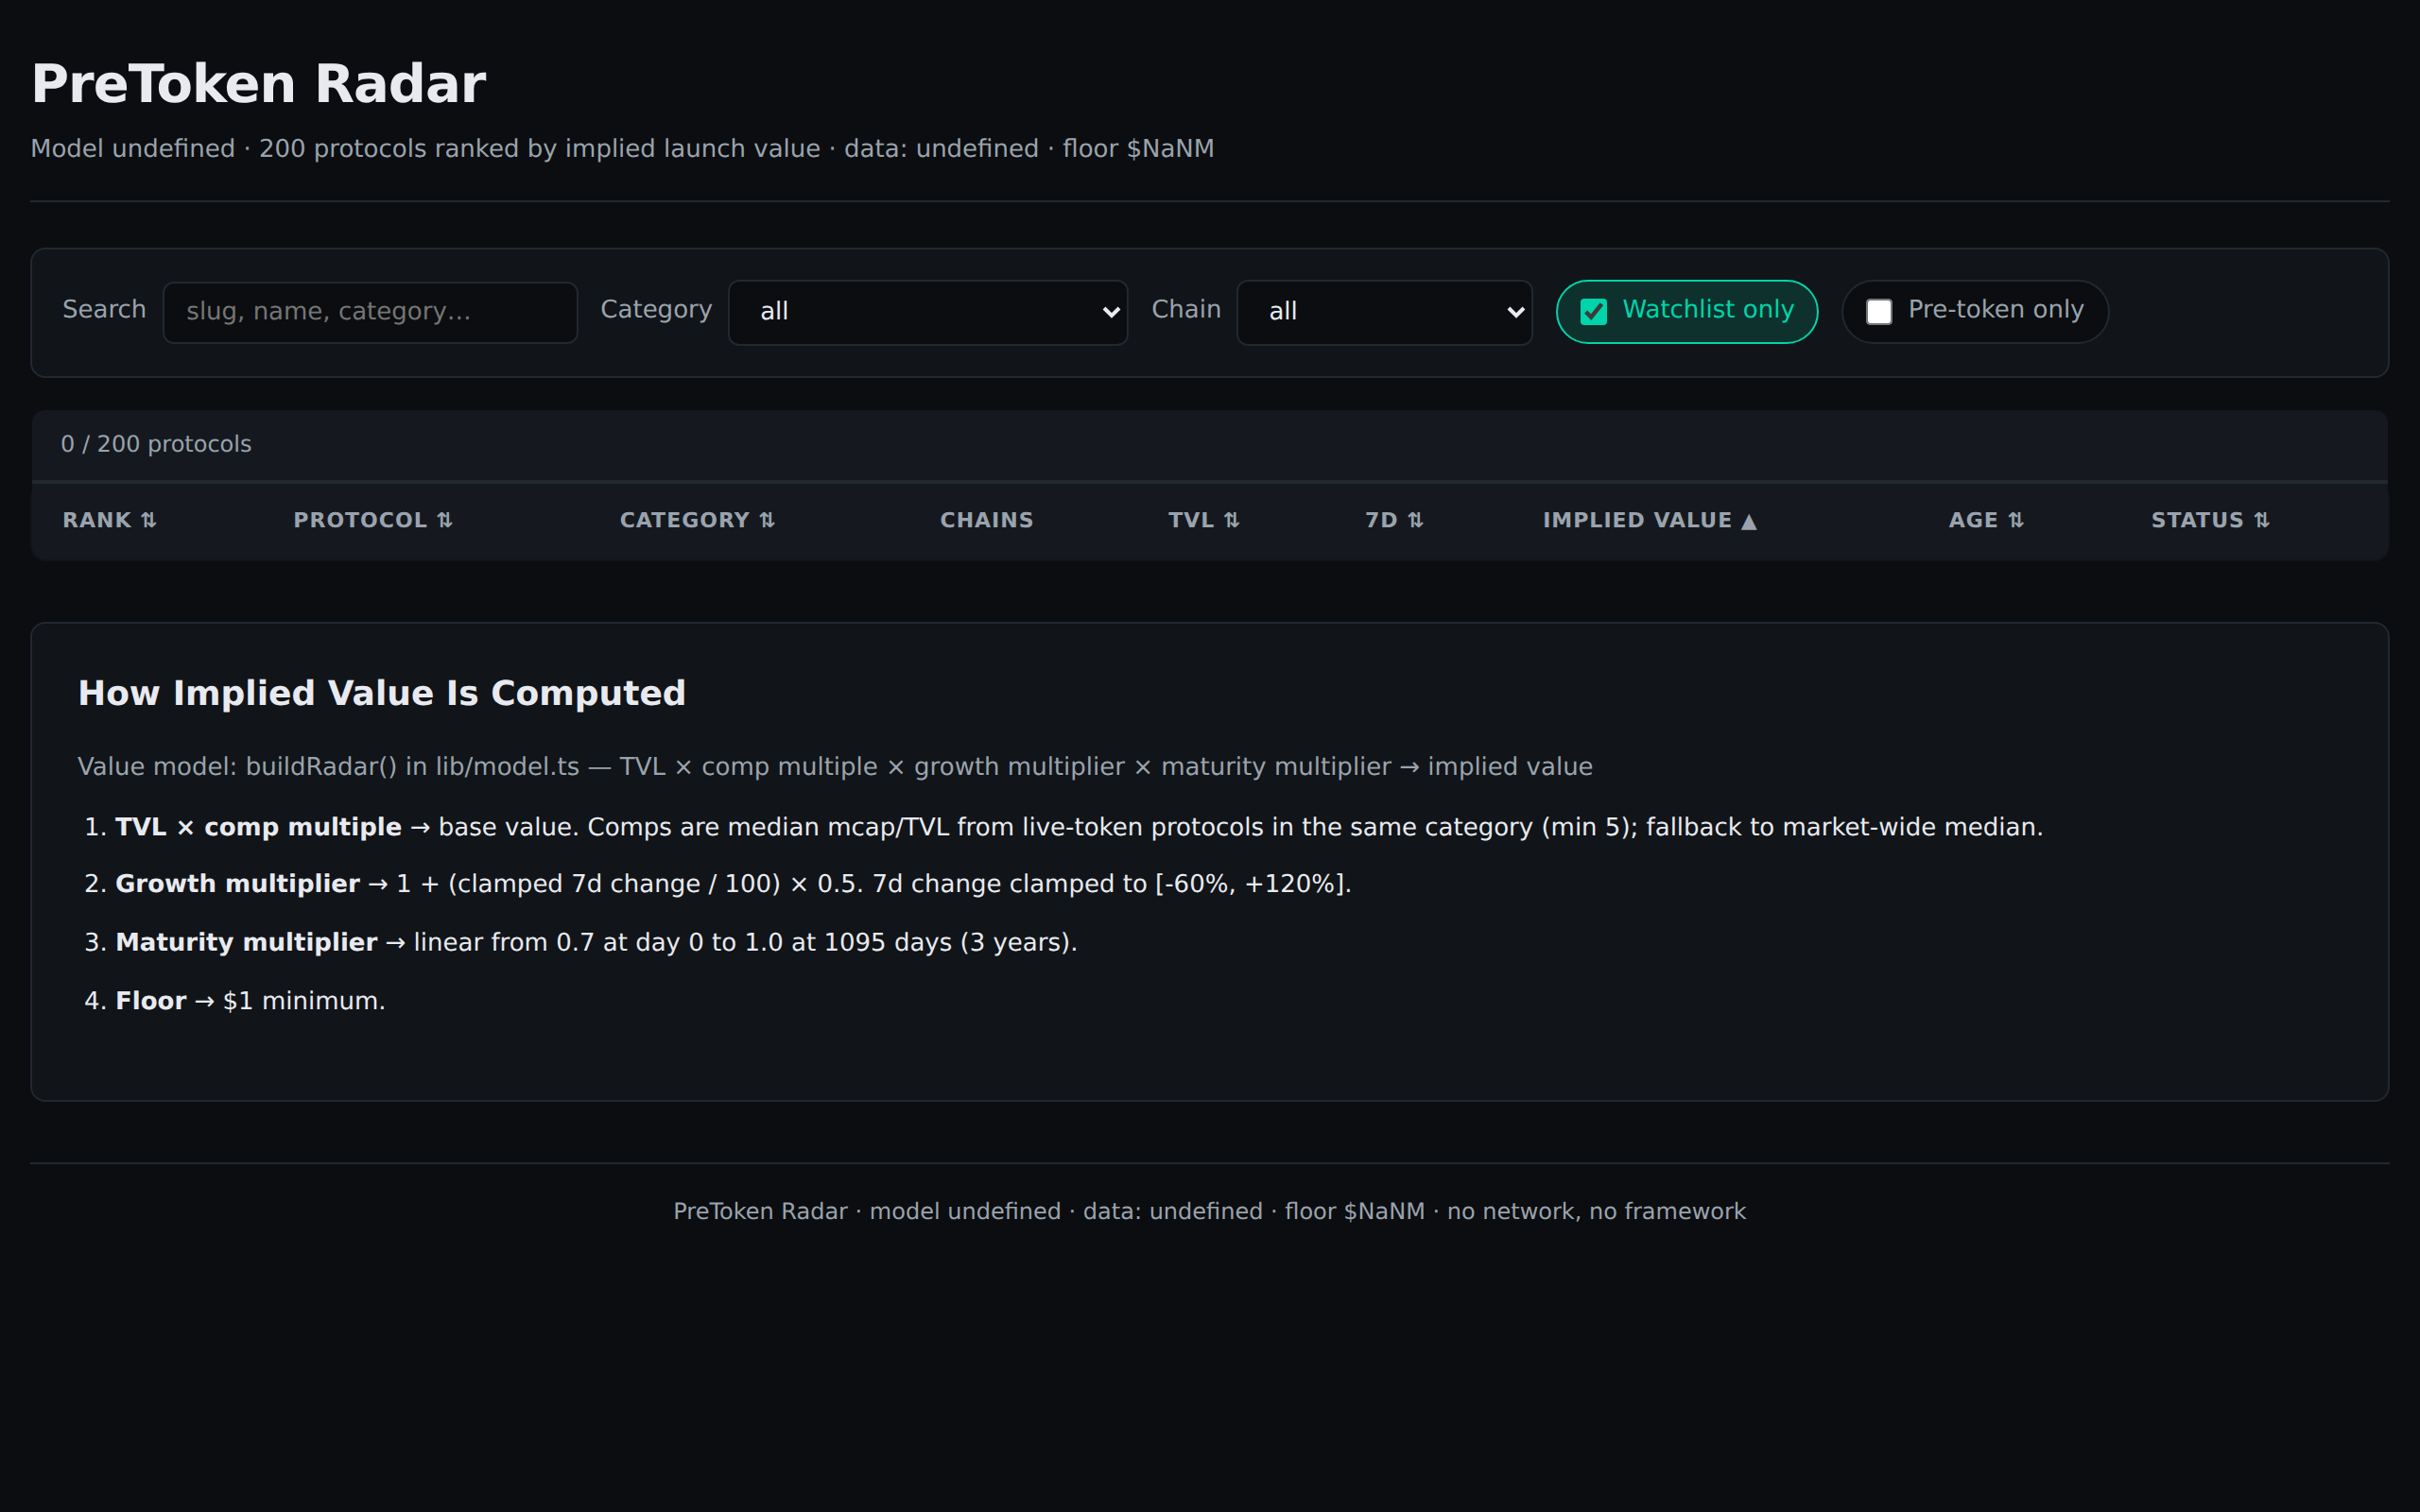 PreToken Radar
Model undefined · 200 protocols ranked by implied launch value · data: undefined · floor $NaNM
Search slug, name, category... Category all Chain all Watchlist only Pre-token only
0 / 200 protocols
RANK ⇅ PROTOCOL ⇅ CATEGORY ⇅ CHAINS TVL ⇅ 7D ⇅ IMPLIED VALUE ▲ AGE ⇅ STATUS ⇅
How Implied Value Is Computed
Value model: buildRadar() in lib/model.ts — TVL × comp multiple × growth multiplier × maturity multiplier → implied value
1. TVL × comp multiple → base value. Comps are median mcap/TVL from live-token protocols in the same category (min 5); fallback to market-wide median.
2. Growth multiplier → 1 + (clamped 7d change / 100) × 0.5. 7d change clamped to [-60%, +120%].
3. Maturity multiplier → linear from 0.7 at day 0 to 1.0 at 1095 days (3 years).
4. Floor → $1 minimum.
PreToken Radar · model undefined · data: undefined · floor $NaNM · no network, no framework